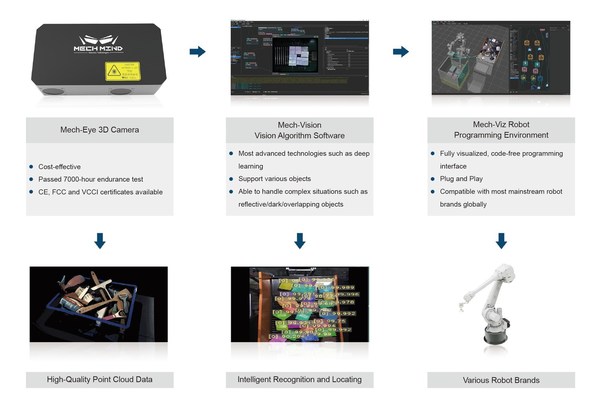 MECH MIND
Mech-Eye 3D Camera
Cost-effective
Passed 7000-hour endurance test
CE, FCC and VCCI certificates available
Mech-Vision
Vision Algorithm Software
Most advanced technologies such as deep
learning
Support various objects
Able to handle complex situations such as
reflective/dark/overlapping objects
Mech-Viz Robot
Programming Environment
Fully visualized, code-free programming
interface
Plug and Play
Compatible with most mainstream robot
brands globally
High-Quality Point Cloud Data
Intelligent Recognition and Locating
Various Robot Brands